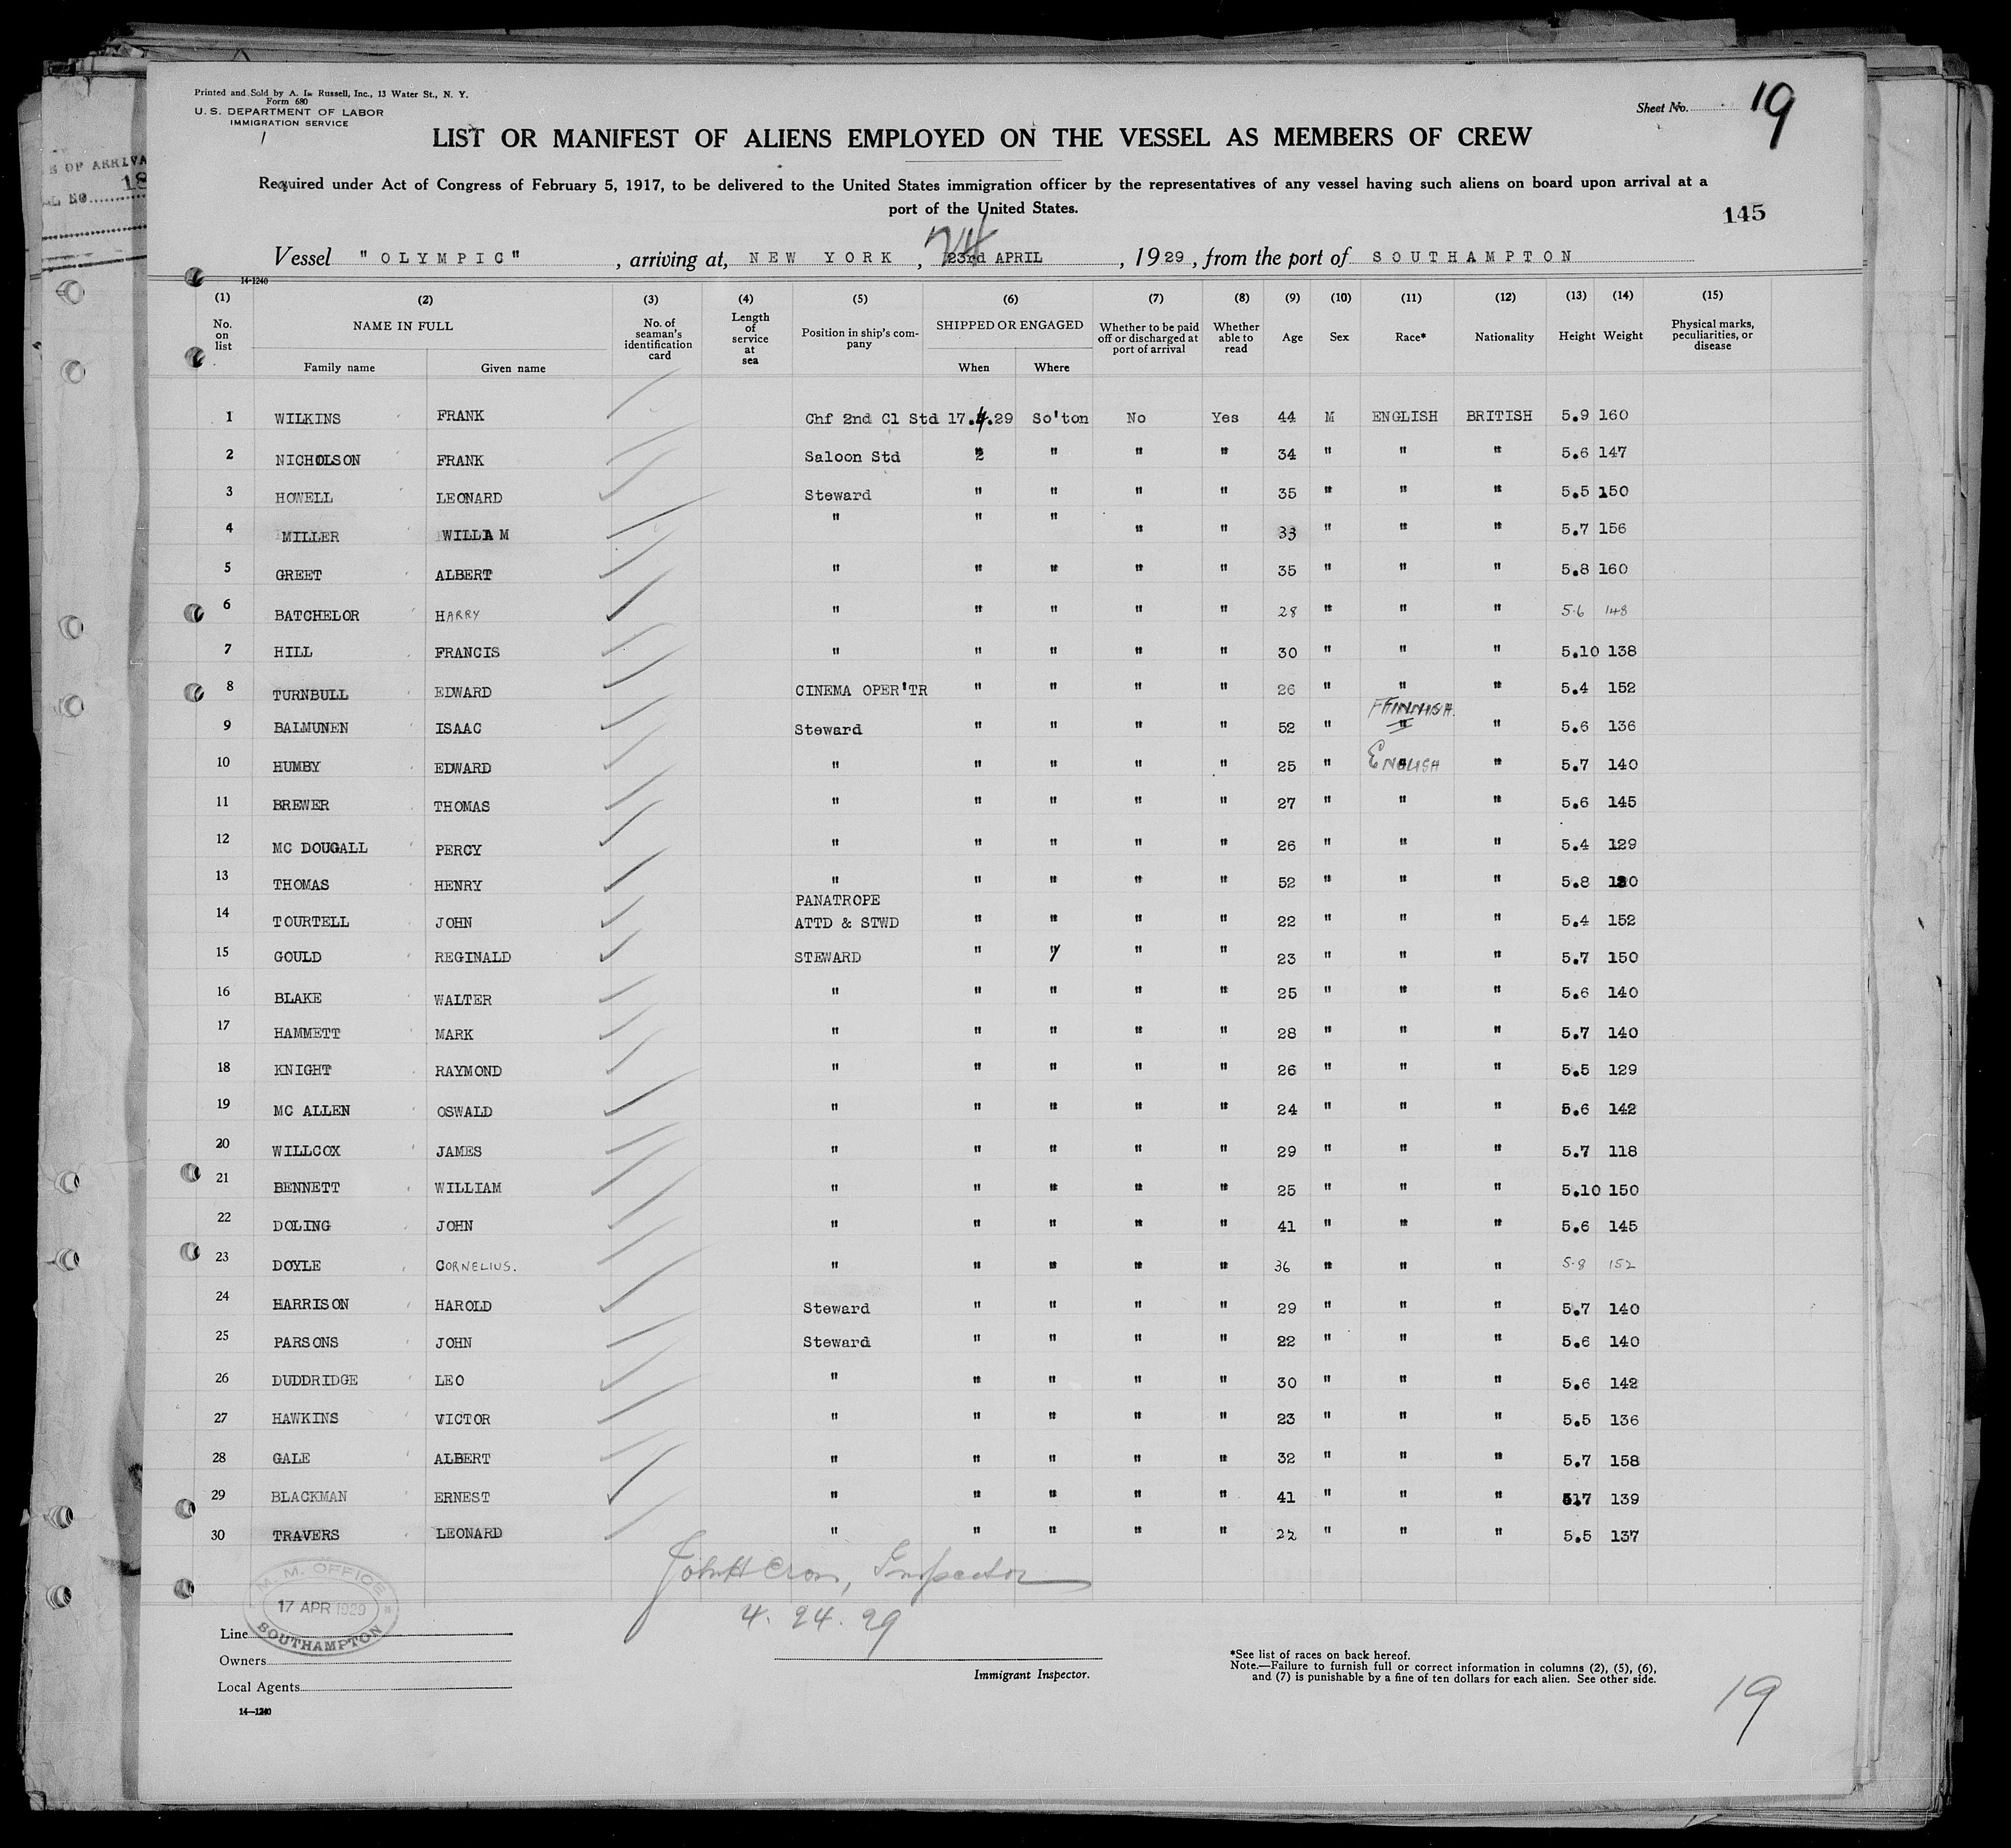 Printed and Sold by A. L. Russell, Inc., 13 Water St., N. Y.
Form 680
U. S. DEPARTMENT OF LABOR
IMMIGRATION SERVICE
Sheet No. 19
LIST OR MANIFEST OF ALIENS EMPLOYED ON THE VESSEL AS MEMBERS OF CREW
Required under Act of Congress of February 5, 1917, to be delivered to the United States immigration officer by the representatives of any vessel having such aliens on board upon arrival at a
port of the United States.
145
24
Vessel "OLYMPIC", arriving at, NEW YORK, 23rd APRIL, 1929, from the port of SOUTHAMPTON
14-1240
(1) (2) (3) (4) (5) (6) (7) (8) (9) (10) (11) (12) (13) (14) (15)
No. on list NAME IN FULL No. of seaman's identification card Length of service at sea Position in ship's company SHIPPED OR ENGAGED Whether to be paid off or discharged at port of arrival Whether able to read Age Sex Race* Nationality Height Weight Physical marks, peculiarities, or disease
Family name Given name When Where
1 WILKINS FRANK Chf 2nd Cl Std 17.4.29 So'ton No Yes 44 M ENGLISH BRITISH 5.9 160
2 NICHOLSON FRANK Saloon Std " " " " 34 " " " 5.6 147
3 HOWELL LEONARD Steward " " " " 35 " " " 5.5 150
4 MILLER WILLAM " " " " " 33 " " " 5.7 156
5 GREET ALBERT " " " " " 35 " " " 5.8 160
6 BATCHELOR HARRY " " " " " 28 " " " 5.6 148
7 HILL FRANCIS " " " " " 30 " " " 5.10 138
8 TURNBULL EDWARD CINEMA OPER'TR " " " " 26 " " " 5.4 152
9 BALMUNEN ISAAC Steward " " " " 52 " FINNISH " 5.6 136
10 HUMBY EDWARD " " " " " 25 " ENGLISH " 5.7 140
11 BREWER THOMAS " " " " " 27 " " " 5.6 145
12 MC DOUGALL PERCY " " " " " 26 " " " 5.4 129
13 THOMAS HENRY " " " " " 52 " " " 5.8
PANATROPE
14 TOURTELL JOHN ATTD & STWD " " " " 22 " " " 5.4 152
15 GOULD REGINALD STEWARD " " " " 23 " " " 5.7 150
16 BLAKE WALTER " " " " " 25 " " " 5.6 140
17 HAMMETT MARK " " " " " 28 " " " 5.7 140
18 KNIGHT RAYMOND " " " " " 26 " " " 5.5 129
19 MC ALLEN OSWALD " " " " " 24 " " " 5.6 142
20 WILLCOX JAMES " " " " " 29 " " " 5.7 118
21 BENNETT WILLIAM " " " " " 25 " " " 5.10 150
22 DOLING JOHN " " " " " 41 " " " 5.6 145
23 DOYLE CORNELIUS. " " " " " 36 " " " 5.8 152
24 HARRISON HAROLD Steward " " " " 29 " " " 5.7 140
25 PARSONS JOHN Steward " " " " 22 " " " 5.6 140
26 DUDDRIDGE LEO " " " " " 30 " " " 5.6 142
27 HAWKINS VICTOR " " " " " 23 " " " 5.5 136
28 GALE ALBERT " " " " " 32 " " " 5.7 158
29 BLACKMAN ERNEST " " " " " 41 " " " 5.7 139
30 TRAVERS LEONARD " " " " " 22 " " " 5.5 137
John H Cron, Inspector
4. 24. 29
M. M. OFFICE
17 APR 1929
SOUTHAMPTON
Line
Owners
Local Agents
14—1240
Immigrant Inspector.
*See list of races on back hereof.
Note.—Failure to furnish full or correct information in columns (2), (5), (6),
and (7) is punishable by a fine of ten dollars for each alien. See other side.
19